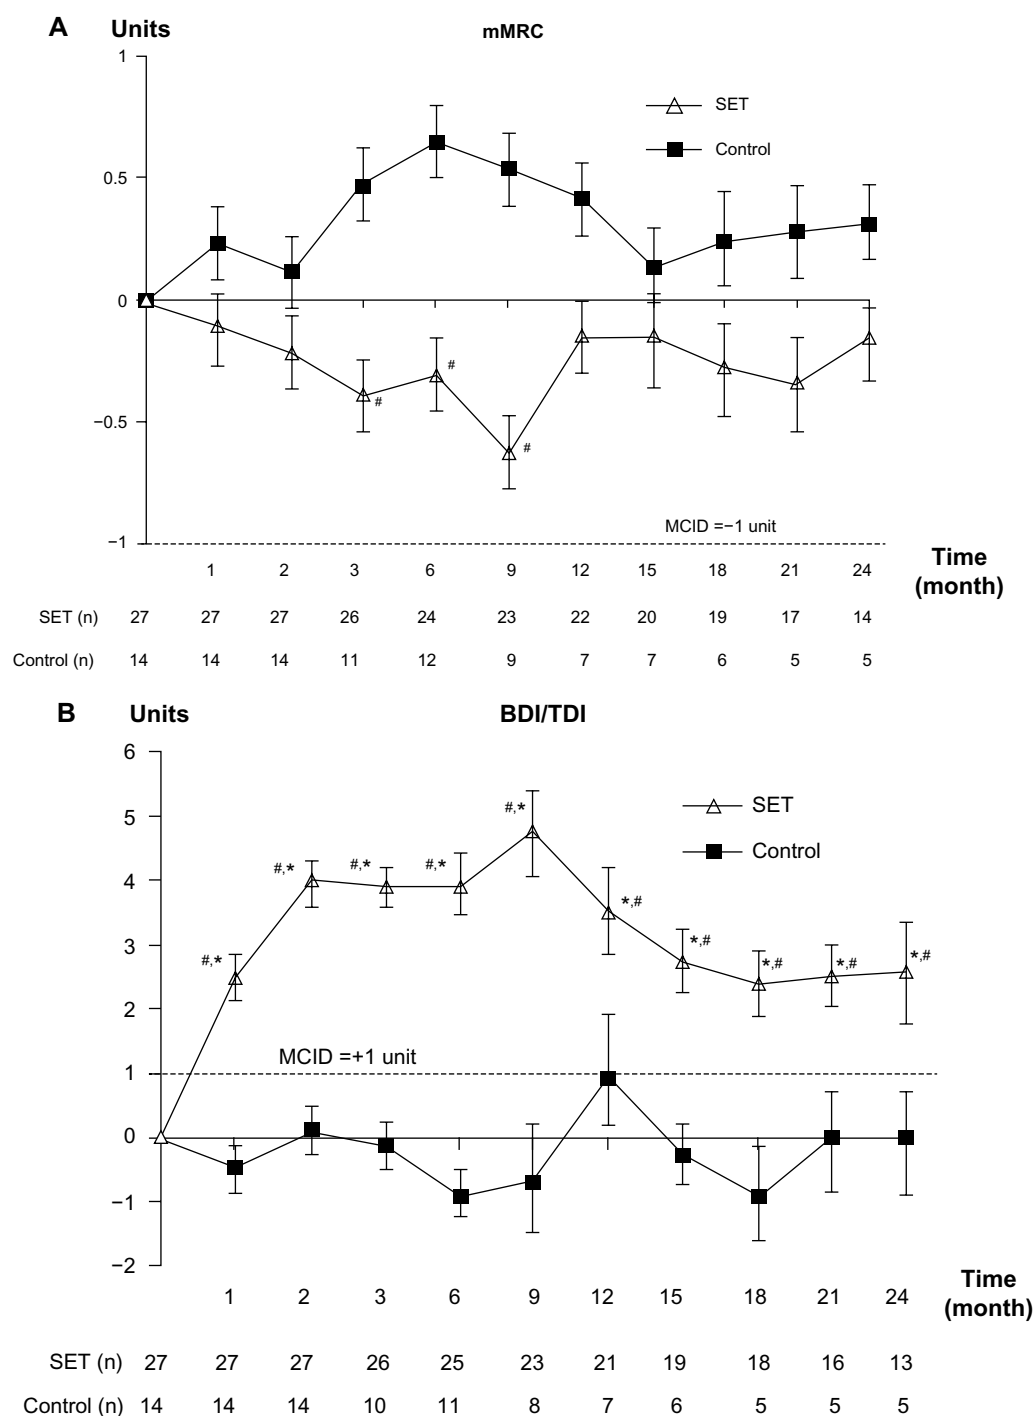 A Units mMRC
1
SET
Control
0.5
0
#
#
#
−0.5
MCID =−1 unit
−1
1 2 3 6 9 12 15 18 21 24 Time (month)
SET (n) 27 27 27 26 24 23 22 20 19 17 14
Control (n) 14 14 14 11 12 9 7 7 6 5 5
B Units BDI/TDI
6
SET
#,*
5
Control
#,* #,* #,*
4
*,#
3
#,* *,# *,# *,# *,#
2
MCID =+1 unit
1
0
−1
−2
1 2 3 6 9 12 15 18 21 24 Time (month)
SET (n) 27 27 27 26 25 23 21 19 18 16 13
Control (n) 14 14 14 10 11 8 7 6 5 5 5